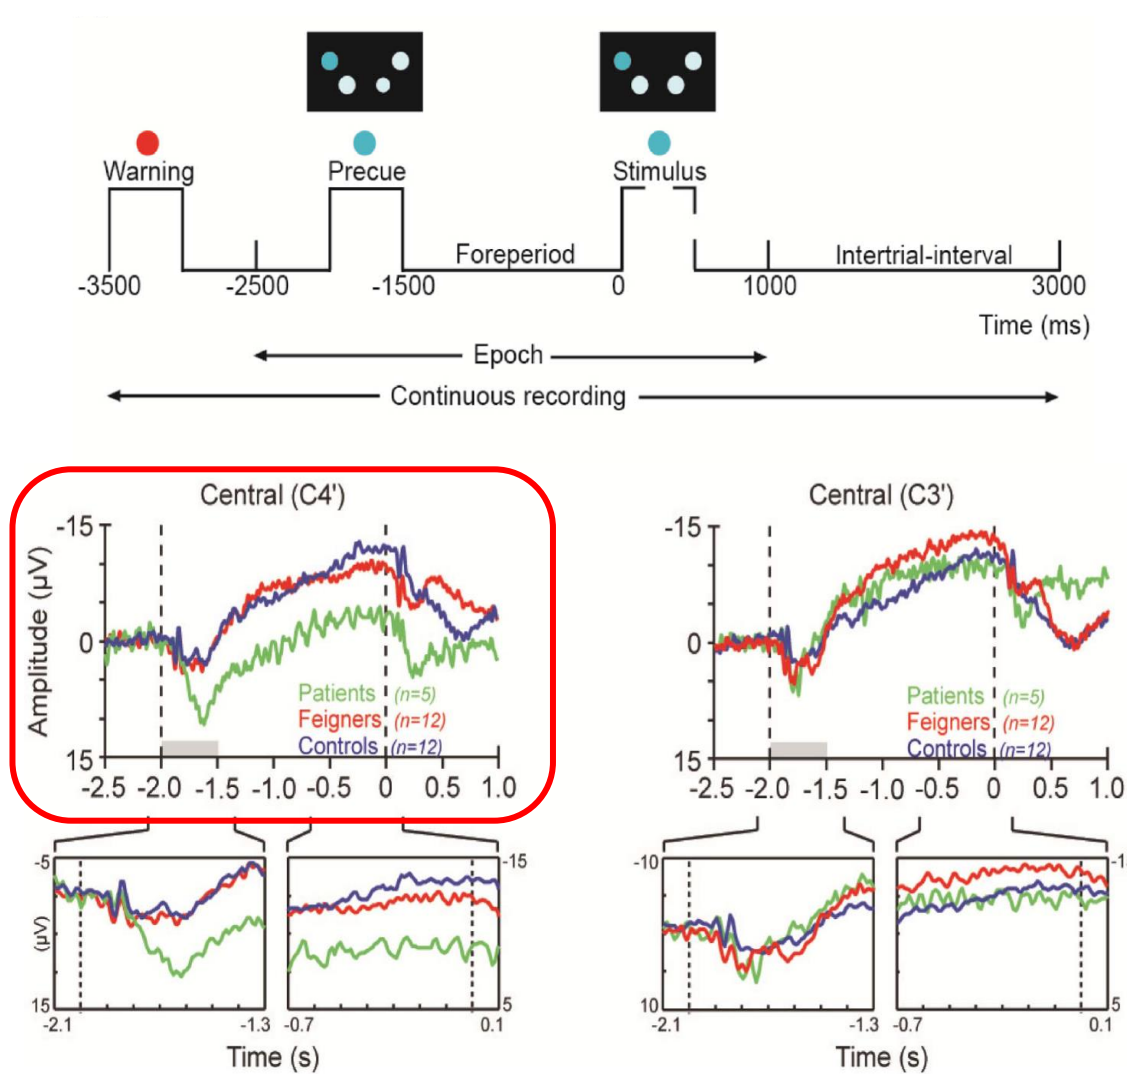 Warning Precue Stimulus
Foreperiod Intertrial-interval
-3500 -2500 -1500 0 1000 3000
Time (ms)
Epoch
Continuous recording
Central (C4')
-15
0
15
Amplitude (µV)
Patients (n=5)
Feigners (n=12)
Controls (n=12)
-2.5 -2.0 -1.5 -1.0 -0.5 0 0.5 1.0
Central (C3')
-15
0
15
Patients (n=5)
Feigners (n=12)
Controls (n=12)
-2.5 -2.0 -1.5 -1.0 -0.5 0 0.5 1.0
-5
(µV)
15
-2.1 -1.3
-15
5
-0.7 0.1
Time (s)
-10
10
-2.1 -1.3
-1
5
-0.7 0.1
Time (s)